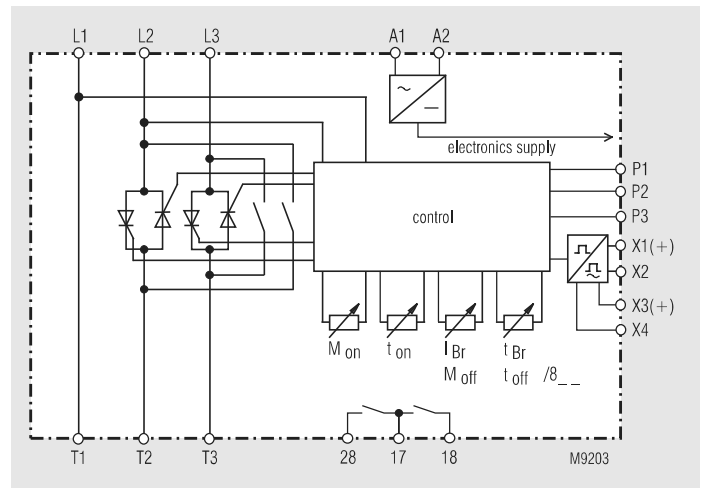 L1 L2 L3 A1 A2
electronics supply
P1
P2
control
P3
X1(+)
X2
X3(+)
X4
M on t on I Br t Br
M off t off /8_ _
T1 T2 T3 28 17 18 M9203